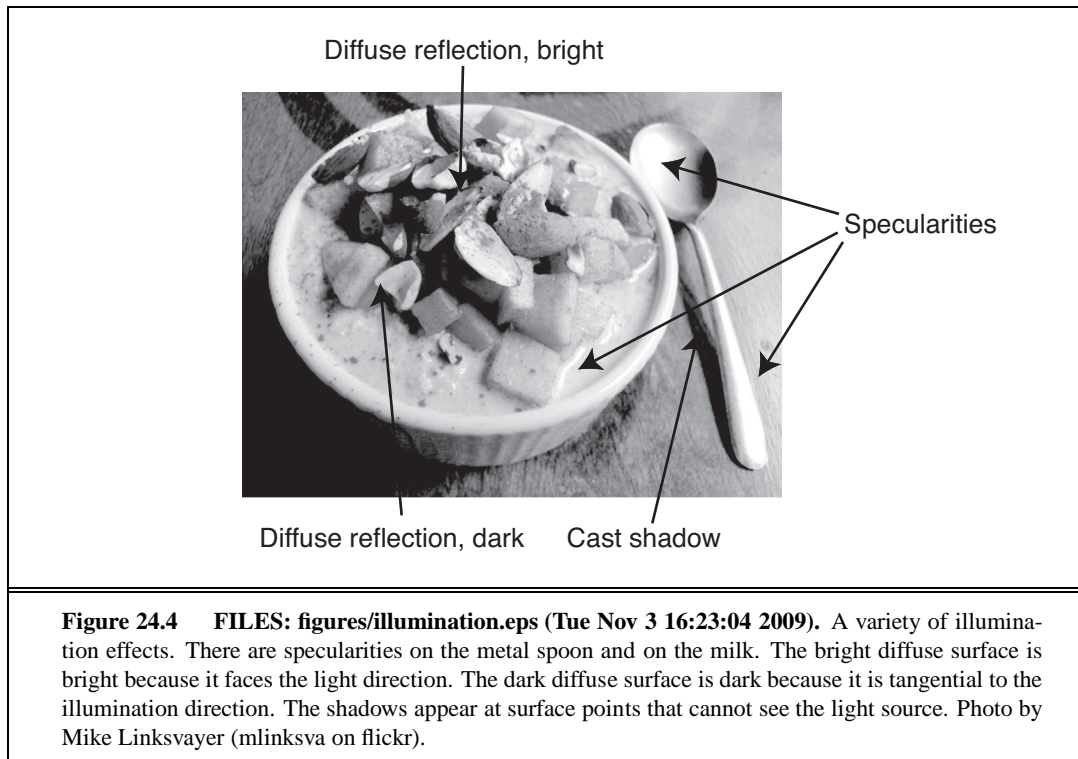 Diffuse reflection, bright
Specularities
Diffuse reflection, dark
Cast shadow
Figure 24.4 FILES: figures/illumination.eps (Tue Nov 3 16:23:04 2009). A variety of illumina-
tion effects. There are specularities on the metal spoon and on the milk. The bright diffuse surface is
bright because it faces the light direction. The dark diffuse surface is dark because it is tangential to the
illumination direction. The shadows appear at surface points that cannot see the light source. Photo by
Mike Linksvayer (mlinksva on flickr).